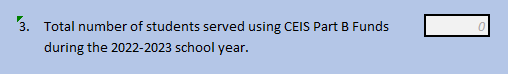 3. Total number of students served using CEIS Part B Funds 0
during the 2022-2023 school year.